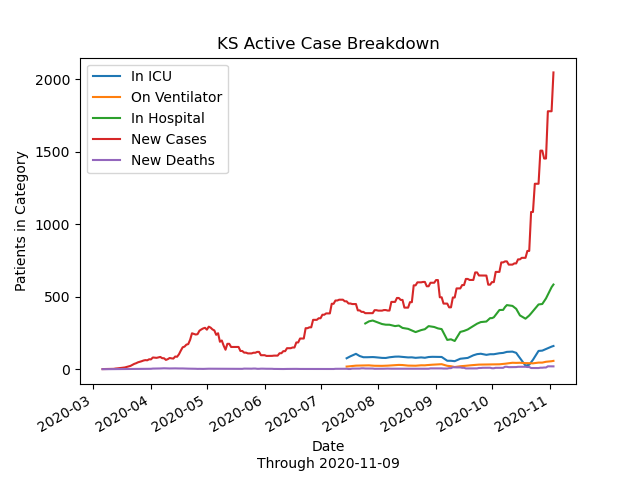 KS Active Case Breakdown
In ICU
On Ventilator
In Hospital
New Cases
New Deaths
Patients in Category
2000
1500
1000
500
0
2020-03
2020-04
2020-05
2020-06
2020-07
2020-08
2020-09
2020-10
2020-11
Date
Through 2020-11-09